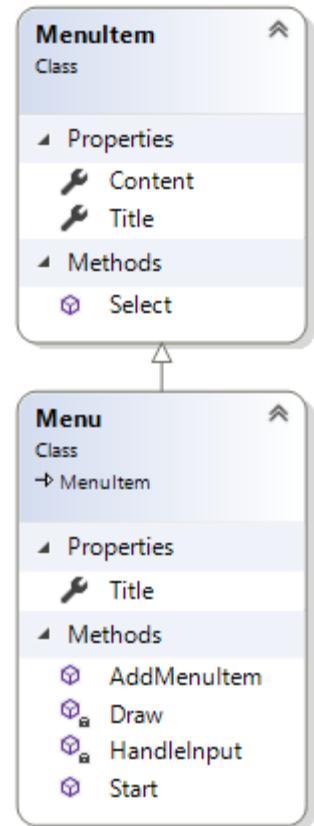 MenuItem
Class
Properties
Content
Title
Methods
Select
Menu
Class
MenuItem
Properties
Title
Methods
AddMenuItem
Draw
HandleInput
Start